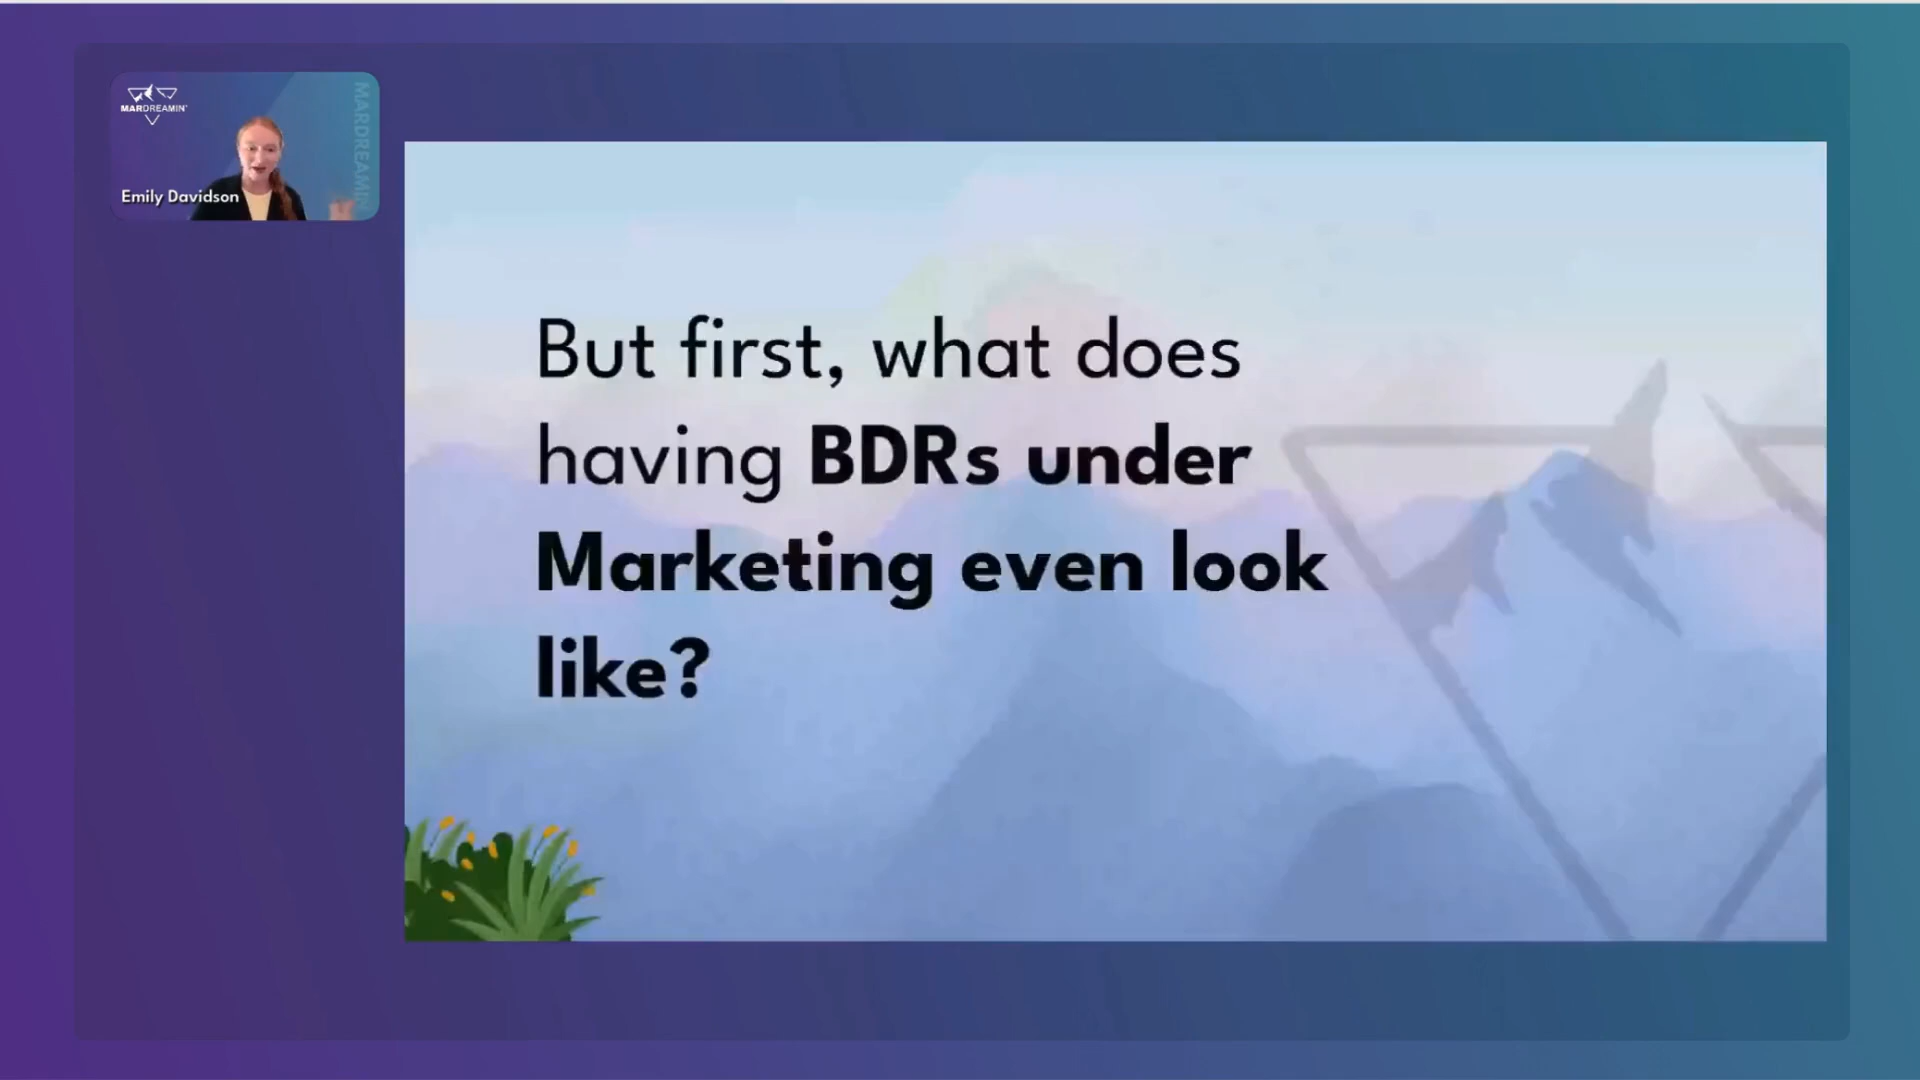 MARDREAMIN'
MARDREAMIN'
Emily Davidson
But first, what does
having BDRs under
Marketing even look
like?